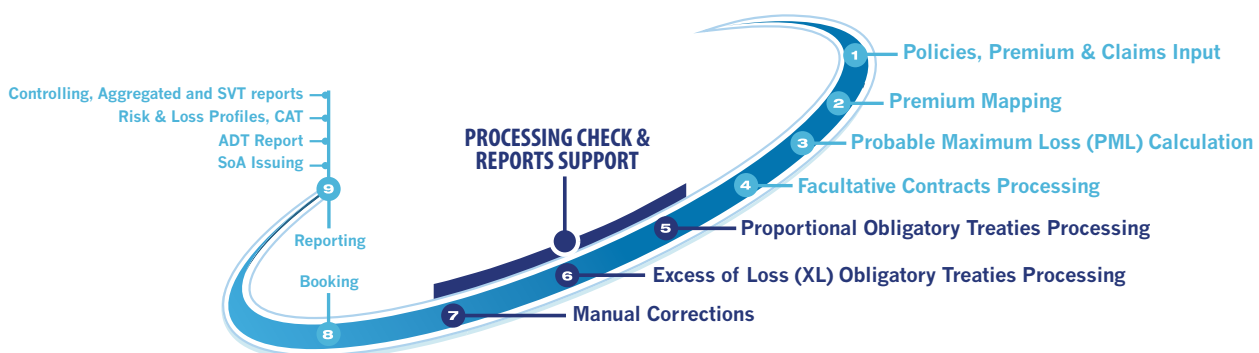 1
Policies, Premium & Claims Input
2
Premium Mapping
3
Probable Maximum Loss (PML) Calculation
4
Facultative Contracts Processing
5
Proportional Obligatory Treaties Processing
6
Excess of Loss (XL) Obligatory Treaties Processing
7
Manual Corrections
PROCESSING CHECK &
REPORTS SUPPORT
8
Booking
9
Reporting
Controlling, Aggregated and SVT reports
Risk & Loss Profiles, CAT
ADT Report
SoA Issuing